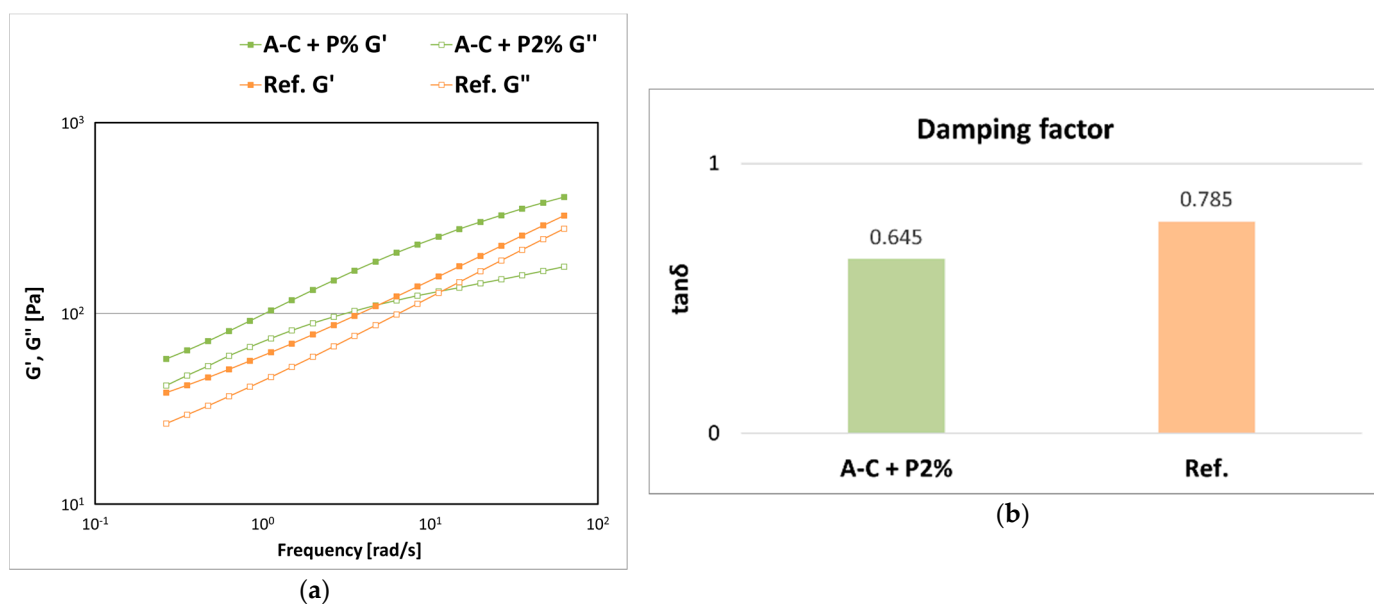 A-C + P% G' A-C + P2% G''
Ref. G' Ref. G"
10³
10²
10¹
G', G" [Pa]
10⁻¹ 10⁰ 10¹ 10²
Frequency [rad/s]
(a)
Damping factor
1
0.785
0.645
tanδ
0
A-C + P2% Ref.
(b)